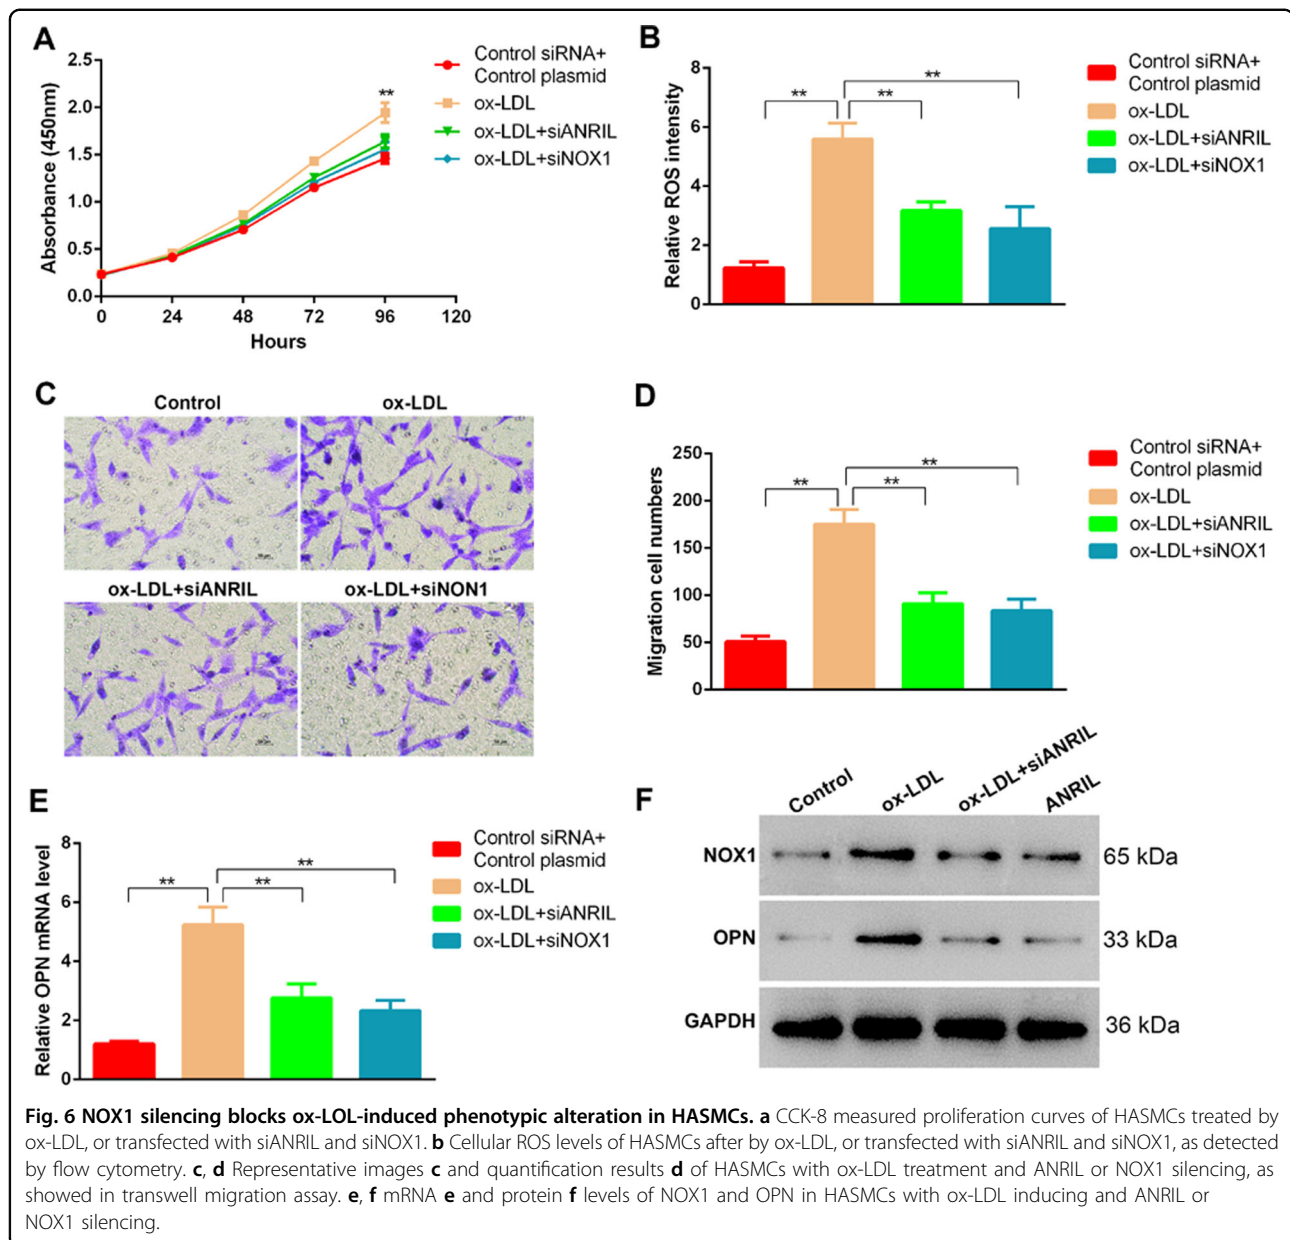 A
Absorbance (450nm)
2.5
2.0
1.5
1.0
0.5
0.0
0 24 48 72 96 120
Hours
**
Control siRNA+
Control plasmid
ox-LDL
ox-LDL+siANRIL
ox-LDL+siNOX1
B
Relative ROS intensity
8
6
4
2
0
** ** **
Control siRNA+
Control plasmid
ox-LDL
ox-LDL+siANRIL
ox-LDL+siNOX1
C
Control ox-LDL
ox-LDL+siANRIL ox-LDL+siNON1
D
Migration cell numbers
250
200
150
100
50
0
** ** **
Control siRNA+
Control plasmid
ox-LDL
ox-LDL+siANRIL
ox-LDL+siNOX1
E
Relative OPN mRNA level
8
6
4
2
0
** ** **
Control siRNA+
Control plasmid
ox-LDL
ox-LDL+siANRIL
ox-LDL+siNOX1
F
Control ox-LDL ox-LDL+siANRIL ANRIL
NOX1 65 kDa
OPN 33 kDa
GAPDH 36 kDa
Fig. 6 NOX1 silencing blocks ox-LOL-induced phenotypic alteration in HASMCs. a CCK-8 measured proliferation curves of HASMCs treated by
ox-LDL, or transfected with siANRIL and siNOX1. b Cellular ROS levels of HASMCs after by ox-LDL, or transfected with siANRIL and siNOX1, as detected
by flow cytometry. c, d Representative images c and quantification results d of HASMCs with ox-LDL treatment and ANRIL or NOX1 silencing, as
showed in transwell migration assay. e, f mRNA e and protein f levels of NOX1 and OPN in HASMCs with ox-LDL inducing and ANRIL or
NOX1 silencing.